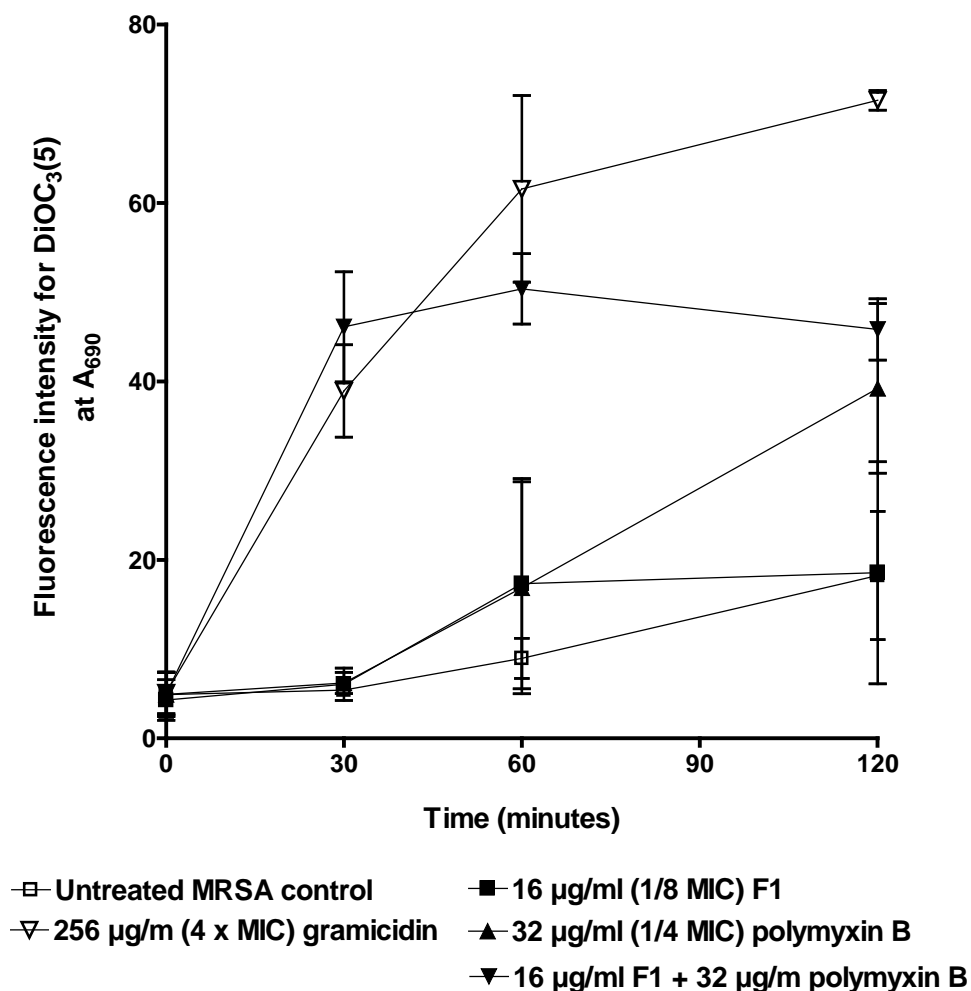 80
60
40
20
0
0
30
60
90
120
Fluorescence intensity for DiOC₃(5)
at A₆₉₀
Time (minutes)
Untreated MRSA control
256 µg/m (4 x MIC) gramicidin
16 µg/ml (1/8 MIC) F1
32 µg/ml (1/4 MIC) polymyxin B
16 µg/ml F1 + 32 µg/m polymyxin B